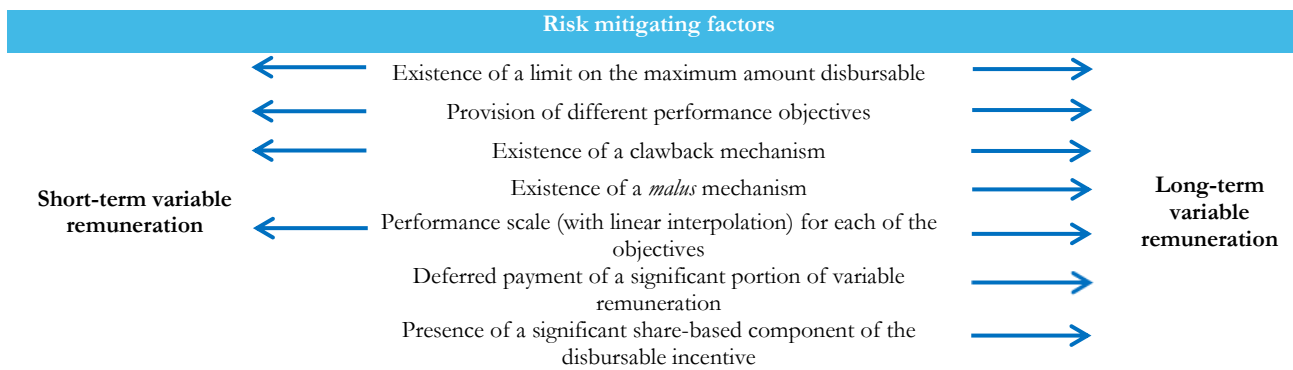 Risk mitigating factors
Existence of a limit on the maximum amount disbursable
Provision of different performance objectives
Existence of a clawback mechanism
Existence of a malus mechanism
Short-term variable
remuneration
Performance scale (with linear interpolation) for each of the
objectives
Deferred payment of a significant portion of variable
remuneration
Presence of a significant share-based component of the
disbursable incentive
Long-term
variable
remuneration